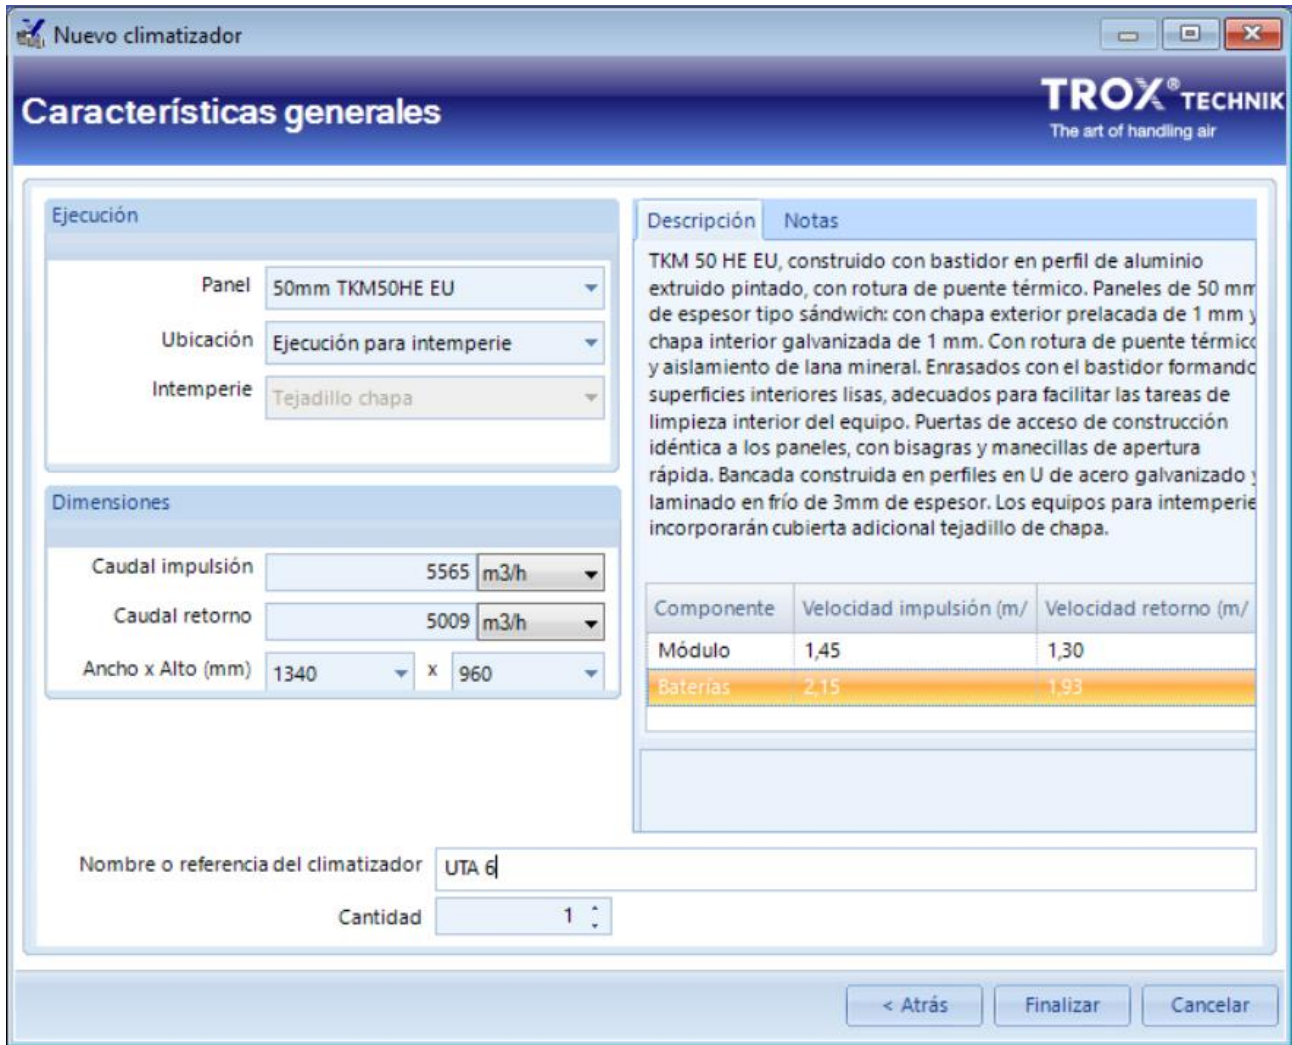 Nuevo climatizador
Características generales
TROX® TECHNIK
The art of handling air
Ejecución
Panel 50mm TKM50HE EU
Ubicación Ejecución para intemperie
Intemperie Tejadillo chapa
Dimensiones
Caudal impulsión 5565 m3/h
Caudal retorno 5009 m3/h
Ancho x Alto (mm) 1340 x 960
Descripción Notas
TKM 50 HE EU, construido con bastidor en perfil de aluminio
extruido pintado, con rotura de puente térmico. Paneles de 50 mm
de espesor tipo sándwich: con chapa exterior prelacada de 1 mm y
chapa interior galvanizada de 1 mm. Con rotura de puente térmico
y aislamiento de lana mineral. Enrasados con el bastidor formando
superficies interiores lisas, adecuados para facilitar las tareas de
limpieza interior del equipo. Puertas de acceso de construcción
idéntica a los paneles, con bisagras y manecillas de apertura
rápida. Bancada construida en perfiles en U de acero galvanizado y
laminado en frío de 3mm de espesor. Los equipos para intemperie
incorporarán cubierta adicional tejadillo de chapa.
Componente Velocidad impulsión (m/ Velocidad retorno (m/
Módulo 1,45 1,30
Baterías 2,15 1,93
Nombre o referencia del climatizador UTA 6
Cantidad 1
< Atrás Finalizar Cancelar